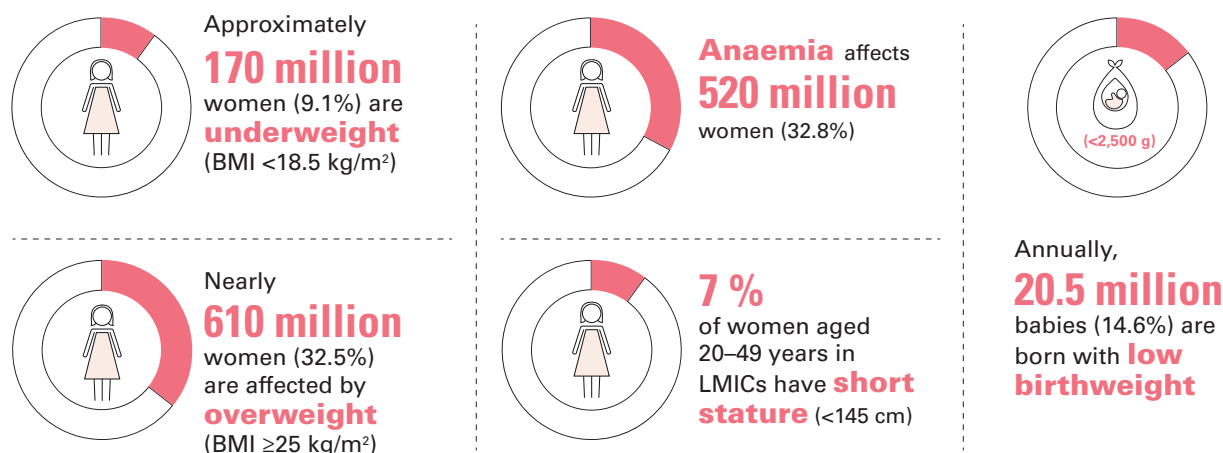 Approximately
170 million
women (9.1%) are
underweight
(BMI <18.5 kg/m²)
Nearly
610 million
women (32.5%)
are affected by
overweight
(BMI ≥25 kg/m²)
Anaemia affects
520 million
women (32.8%)
7 %
of women aged
20–49 years in
LMICs have short
stature (<145 cm)
(<2,500 g)
Annually,
20.5 million
babies (14.6%) are
born with low
birthweight